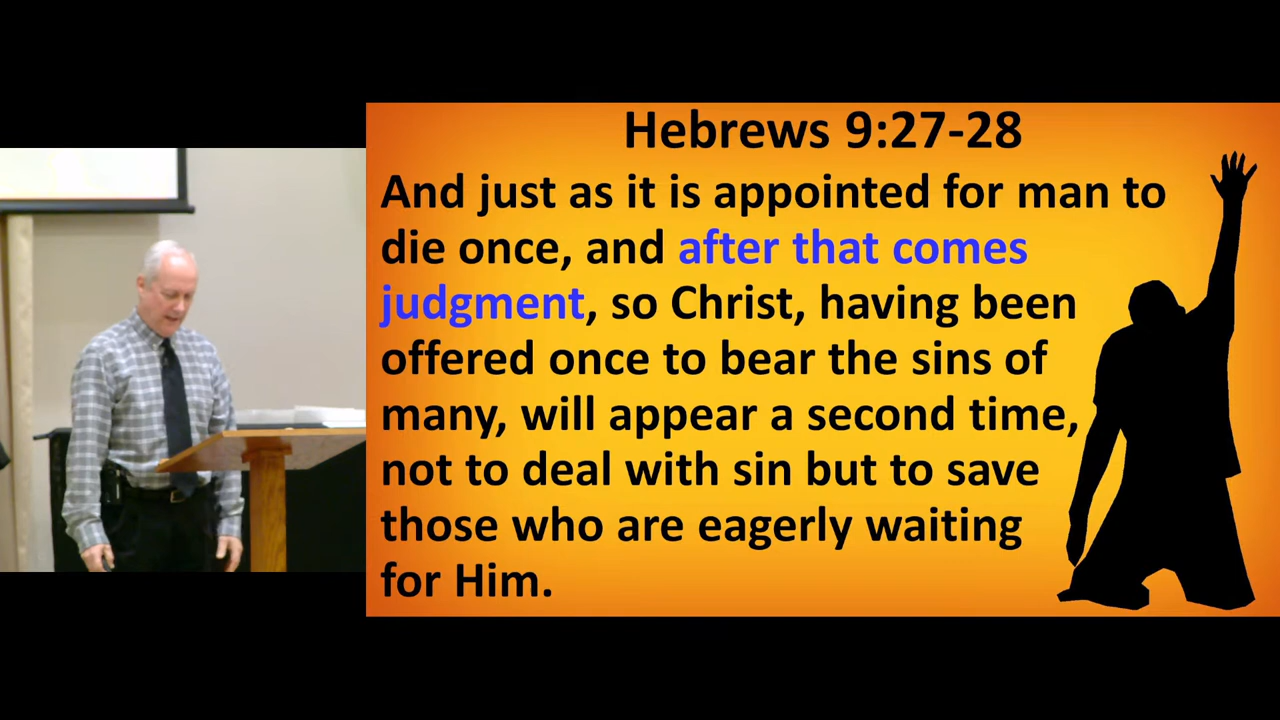 Hebrews 9:27-28
And just as it is appointed for man to
die once, and after that comes
judgment, so Christ, having been
offered once to bear the sins of
many, will appear a second time,
not to deal with sin but to save
those who are eagerly waiting
for Him.